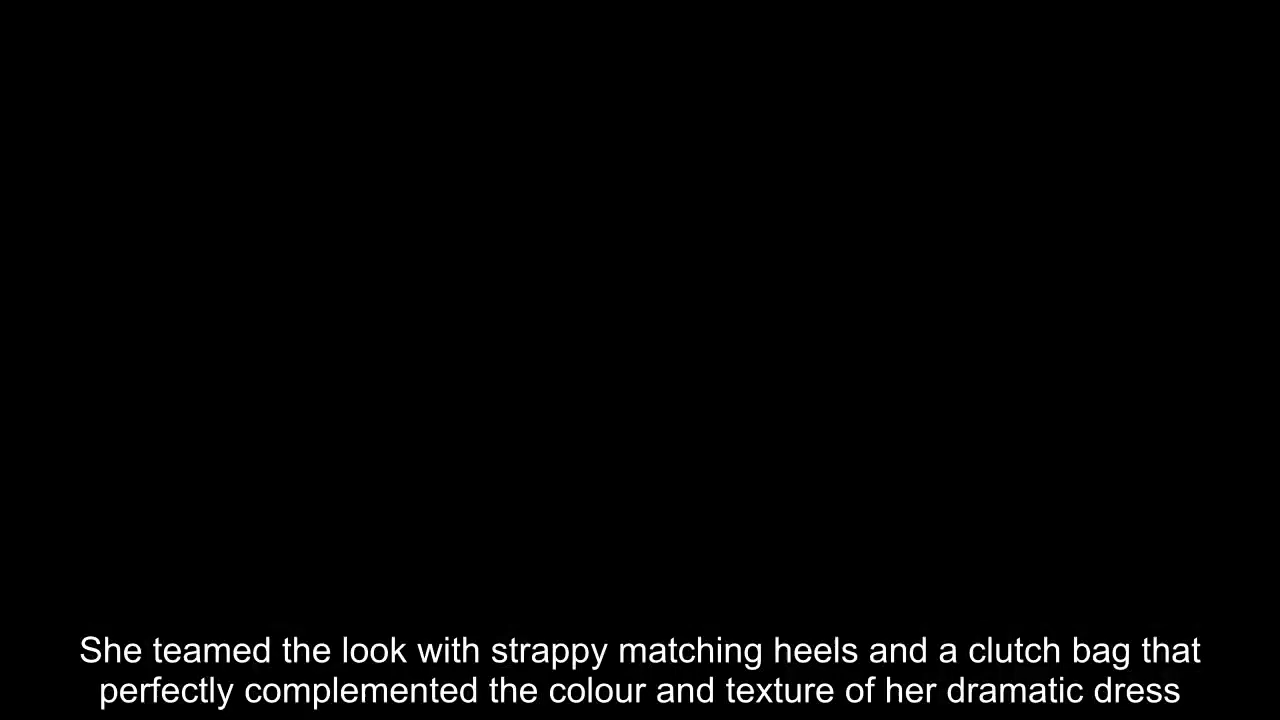 She teamed the look with strappy matching heels and a clutch bag that
perfectly complemented the colour and texture of her dramatic dress